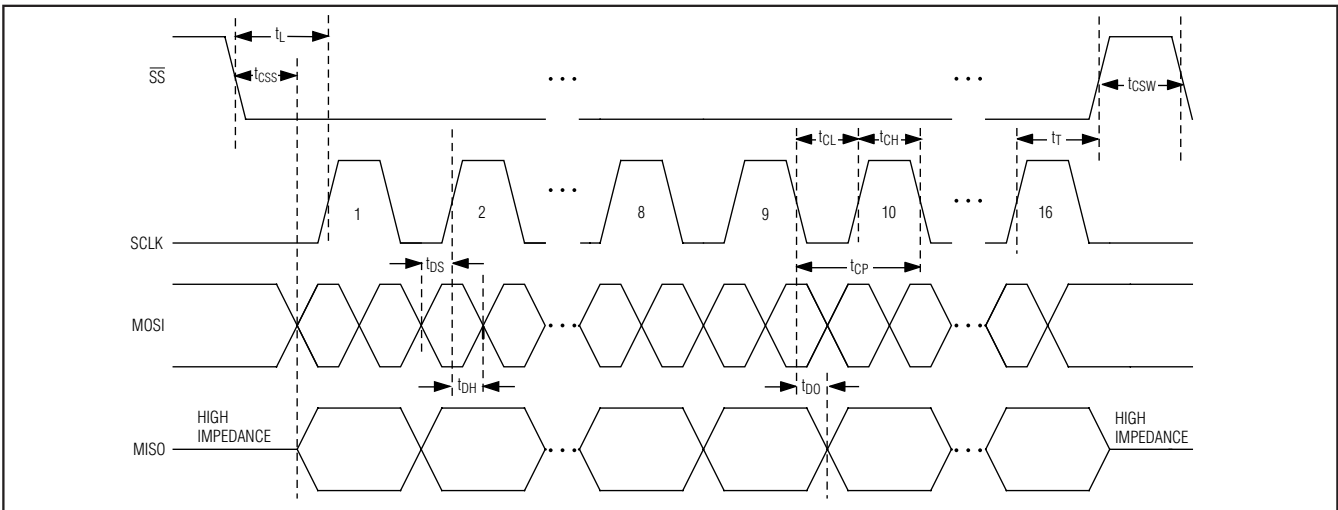 tL
SS
tCSS
• • •
• • •
tCSW
tCL
tCH
tT
1
2
• • •
8
9
10
• • •
16
SCLK
tDS
tCP
MOSI
• • •
• • •
tDH
tDO
HIGH
IMPEDANCE
MISO
• • •
• • •
HIGH
IMPEDANCE